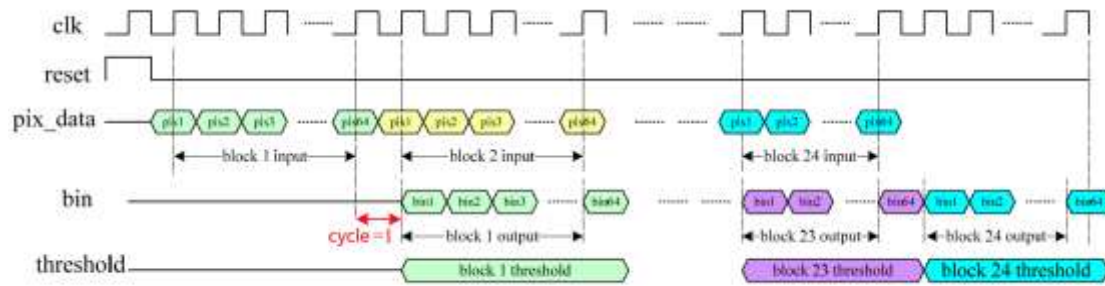 clk
reset
pix_data pix1 pix2 pix3 pix64 pix1 pix2 pix3 pix64 pix1 pix2 pix64
block 1 input block 2 input block 24 input
bin bin1 bin2 bin3 bin64 bin1 bin2 bin64 bin1 bin2 bin64
cycle =1 block 1 output block 23 output block 24 output
threshold block 1 threshold block 23 threshold block 24 threshold